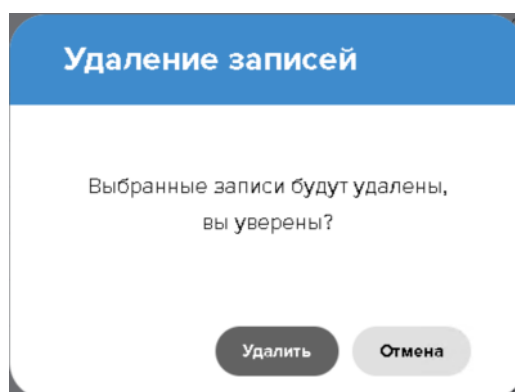 Удаление записей
Выбранные записи будут удалены,
вы уверены?
Удалить Отмена